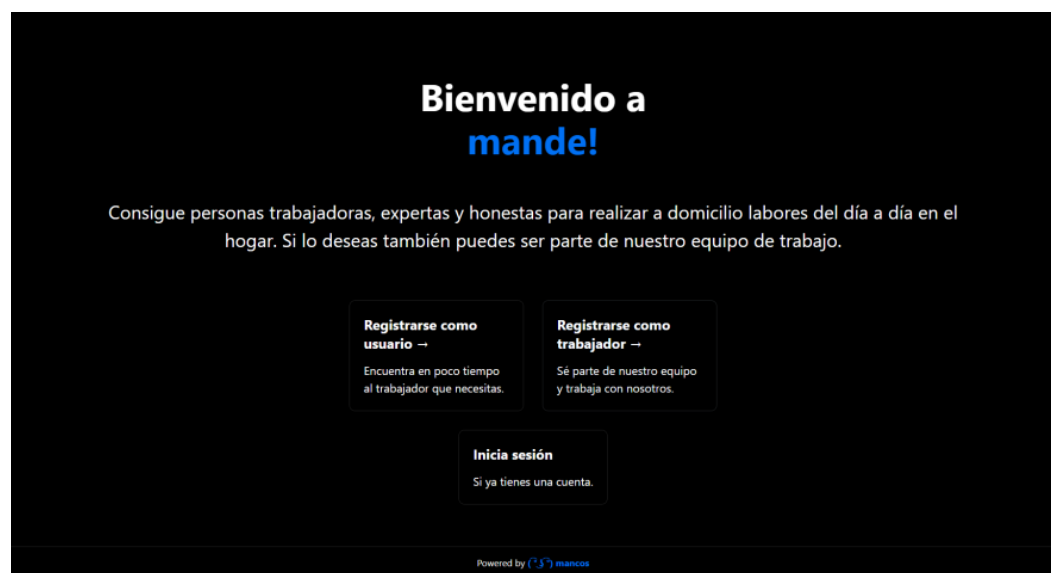 Bienvenido a
mande!
Consigue personas trabajadoras, expertas y honestas para realizar a domicilio labores del día a día en el
hogar. Si lo deseas también puedes ser parte de nuestro equipo de trabajo.
Registrarse como
usuario →
Encuentra en poco tiempo
al trabajador que necesitas.
Registrarse como
trabajador →
Sé parte de nuestro equipo
y trabaja con nosotros.
Inicia sesión
Si ya tienes una cuenta.
Powered by ( ͡° ͜ʖ ͡°) mancos